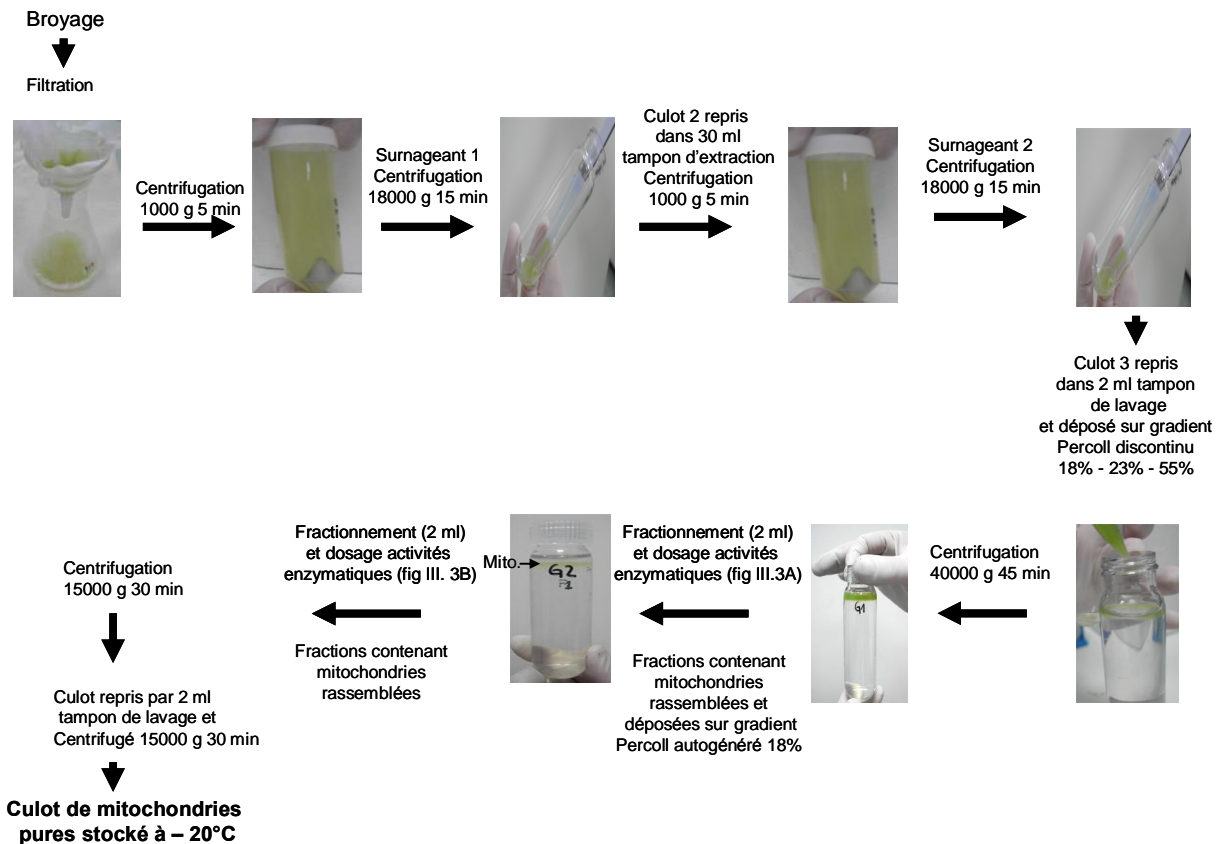 Broyage
Filtration
Centrifugation
1000 g 5 min
Surnageant 1
Centrifugation
18000 g 15 min
Culot 2 repris
dans 30 ml
tampon d'extraction
Centrifugation
1000 g 5 min
Surnageant 2
Centrifugation
18000 g 15 min
Culot 3 repris
dans 2 ml tampon
de lavage
et déposé sur gradient
Percoll discontinu
18% - 23% - 55%
Centrifugation
40000 g 45 min
G1
Fractionnement (2 ml)
et dosage activités
enzymatiques (fig III.3A)
Fractions contenant
mitochondries
rassemblées et
déposées sur gradient
Percoll autogénéré 18%
Mito.
G2
Fractionnement (2 ml)
et dosage activités
enzymatiques (fig III. 3B)
Fractions contenant
mitochondries
rassemblées
Centrifugation
15000 g 30 min
Culot repris par 2 ml
tampon de lavage et
Centrifugé 15000 g 30 min
Culot de mitochondries
pures stocké à – 20°C